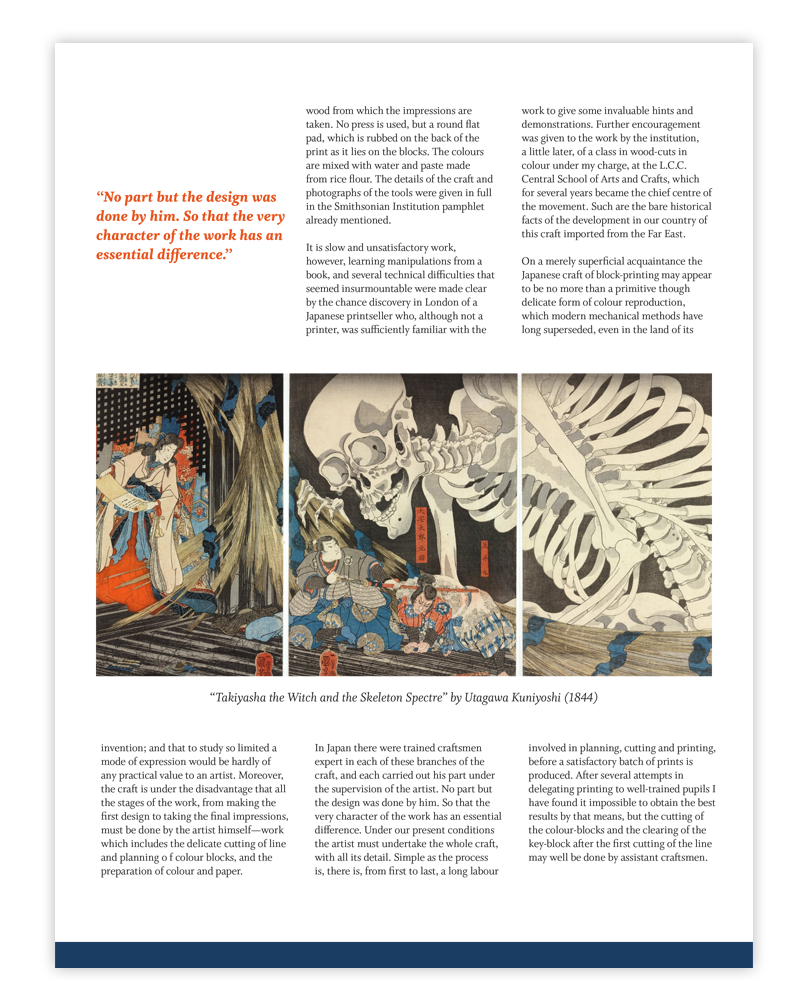 “No part but the design was
done by him. So that the very
character of the work has an
essential difference.”
wood from which the impressions are
taken. No press is used, but a round flat
pad, which is rubbed on the back of the
print as it lies on the blocks. The colours
are mixed with water and paste made
from rice flour. The details of the craft and
photographs of the tools were given in full
in the Smithsonian Institution pamphlet
already mentioned.
It is slow and unsatisfactory work,
however, learning manipulations from a
book, and several technical difficulties that
seemed insurmountable were made clear
by the chance discovery in London of a
Japanese printseller who, although not a
printer, was sufficiently familiar with the
work to give some invaluable hints and
demonstrations. Further encouragement
was given to the work by the institution,
a little later, of a class in wood-cuts in
colour under my charge, at the L.C.C.
Central School of Arts and Crafts, which
for several years became the chief centre of
the movement. Such are the bare historical
facts of the development in our country of
this craft imported from the Far East.
On a merely superficial acquaintance the
Japanese craft of block-printing may appear
to be no more than a primitive though
delicate form of colour reproduction,
which modern mechanical methods have
long superseded, even in the land of its
“Takiyasha the Witch and the Skeleton Spectre” by Utagawa Kuniyoshi (1844)
invention; and that to study so limited a
mode of expression would be hardly of
any practical value to an artist. Moreover,
the craft is under the disadvantage that all
the stages of the work, from making the
first design to taking the final impressions,
must be done by the artist himself—work
which includes the delicate cutting of line
and planning o f colour blocks, and the
preparation of colour and paper.
In Japan there were trained craftsmen
expert in each of these branches of the
craft, and each carried out his part under
the supervision of the artist. No part but
the design was done by him. So that the
very character of the work has an essential
difference. Under our present conditions
the artist must undertake the whole craft,
with all its detail. Simple as the process
is, there is, from first to last, a long labour
involved in planning, cutting and printing,
before a satisfactory batch of prints is
produced. After several attempts in
delegating printing to well-trained pupils I
have found it impossible to obtain the best
results by that means, but the cutting of
the colour-blocks and the clearing of the
key-block after the first cutting of the line
may well be done by assistant craftsmen.